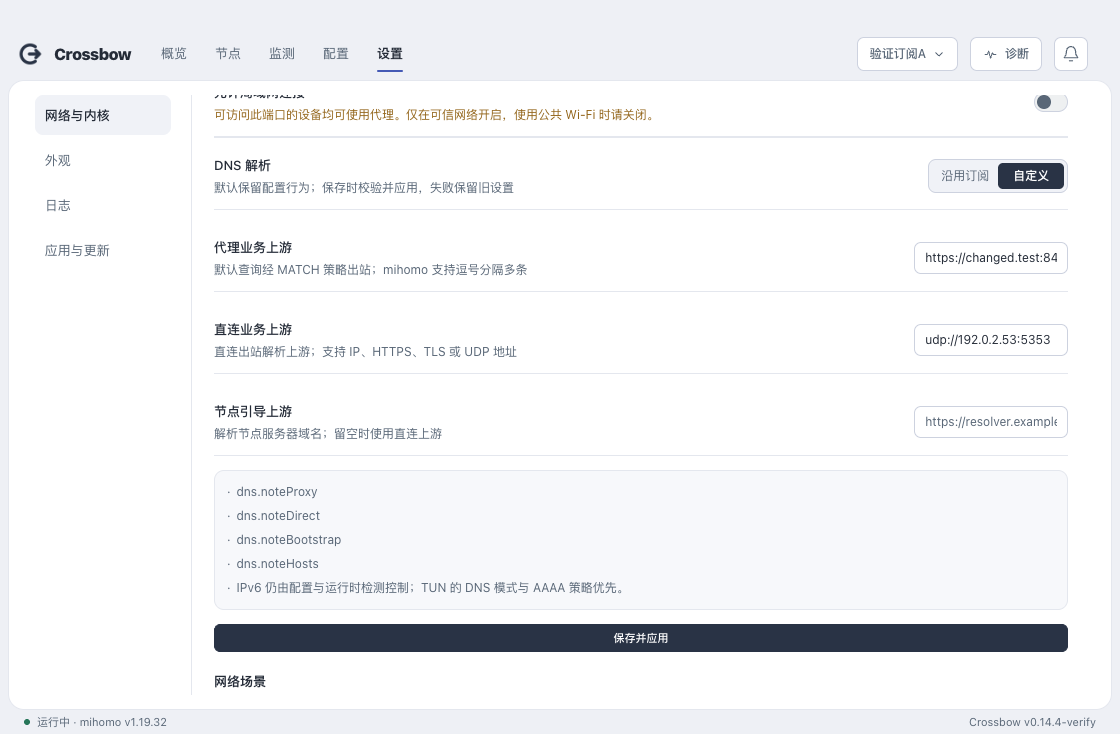 Crossbow
概览
节点
监测
配置
设置
验证订阅A
诊断
网络与内核
外观
日志
应用与更新
可访问此端口的设备均可使用代理。仅在可信网络开启，使用公共 Wi-Fi 时请关闭。
DNS 解析
默认保留配置行为；保存时校验并应用，失败保留旧设置
沿用订阅
自定义
代理业务上游
默认查询经 MATCH 策略出站；mihomo 支持逗号分隔多条
https://changed.test:84
直连业务上游
直连出站解析上游；支持 IP、HTTPS、TLS 或 UDP 地址
udp://192.0.2.53:5353
节点引导上游
解析节点服务器域名；留空时使用直连上游
https://resolver.example
· dns.noteProxy
· dns.noteDirect
· dns.noteBootstrap
· dns.noteHosts
· IPv6 仍由配置与运行时检测控制；TUN 的 DNS 模式与 AAAA 策略优先。
保存并应用
网络场景
运行中 · mihomo v1.19.32
Crossbow v0.14.4-verify